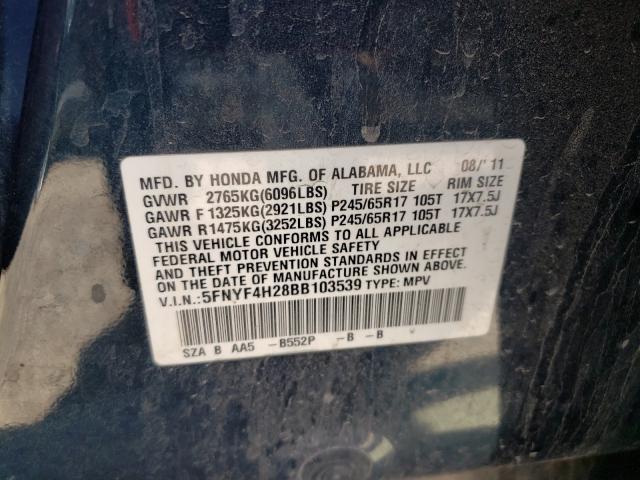 MFD. BY HONDA MFG. OF ALABAMA, LLC 08/'11
GVWR 2765KG(6096LBS) TIRE SIZE RIM SIZE
GAWR F 1325KG(2921LBS) P245/65R17 105T 17X7.5J
GAWR R1475KG(3252LBS) P245/65R17 105T 17X7.5J
THIS VEHICLE CONFORMS TO ALL APPLICABLE
FEDERAL MOTOR VEHICLE SAFETY
AND THEFT PREVENTION STANDARDS IN EFFECT
ON THE DATE OF MANUFACTURE SHOWN ABOVE.
V.I.N.:5FNYF4H28BB103539 TYPE: MPV
SZA B AA5 -B552P -B -B